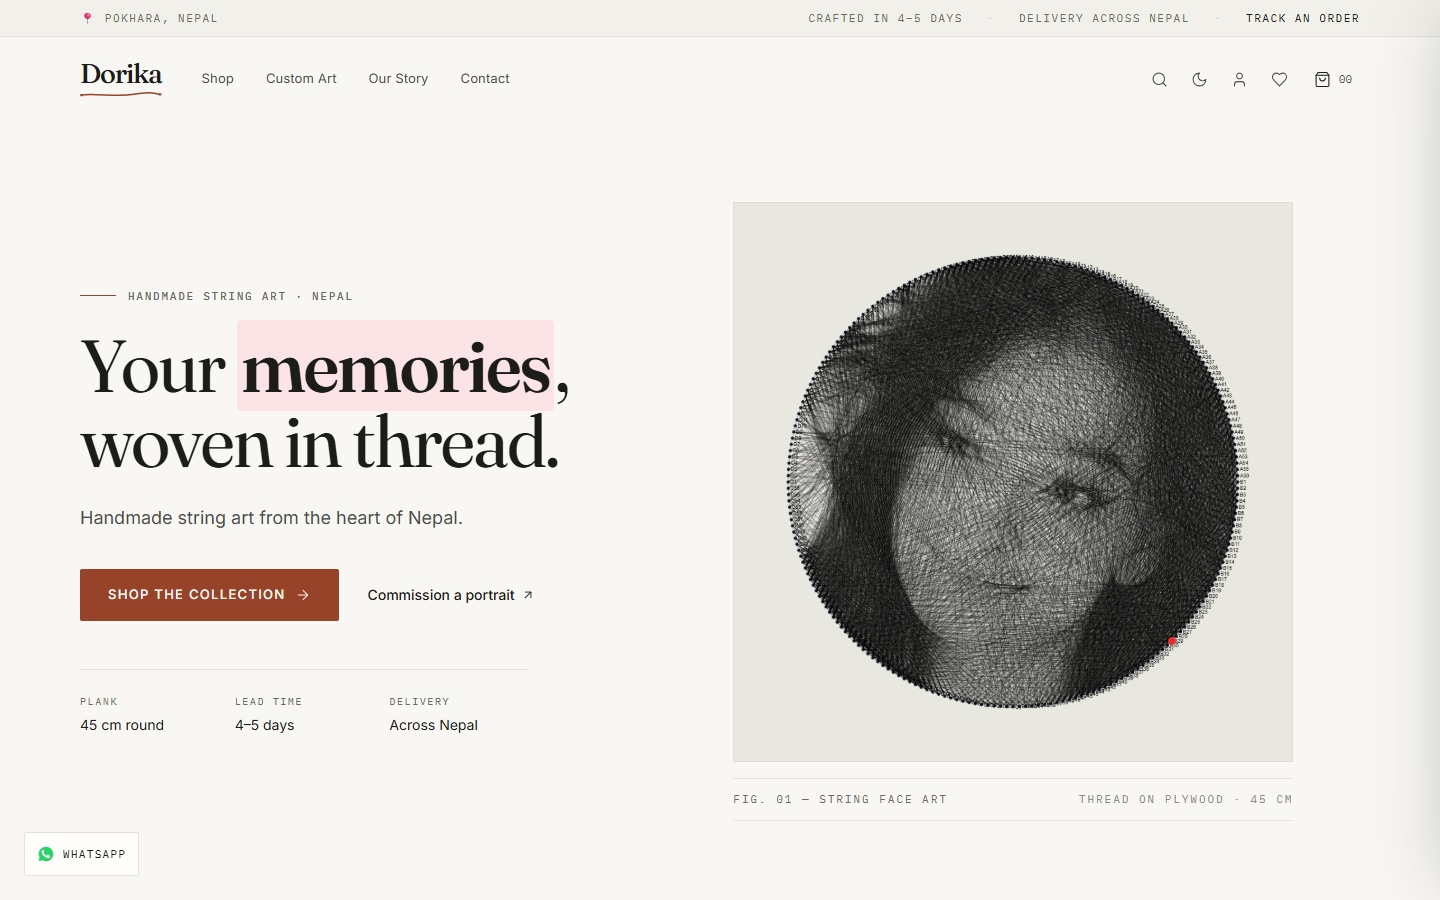 POKHARA, NEPAL
CRAFTED IN 4–5 DAYS · DELIVERY ACROSS NEPAL · TRACK AN ORDER
Dorika
Shop Custom Art Our Story Contact
00
HANDMADE STRING ART · NEPAL
Your memories,
woven in thread.
Handmade string art from the heart of Nepal.
SHOP THE COLLECTION →
Commission a portrait ↗
PLANK LEAD TIME DELIVERY
45 cm round 4–5 days Across Nepal
FIG. 01 — STRING FACE ART
THREAD ON PLYWOOD · 45 CM
WHATSAPP